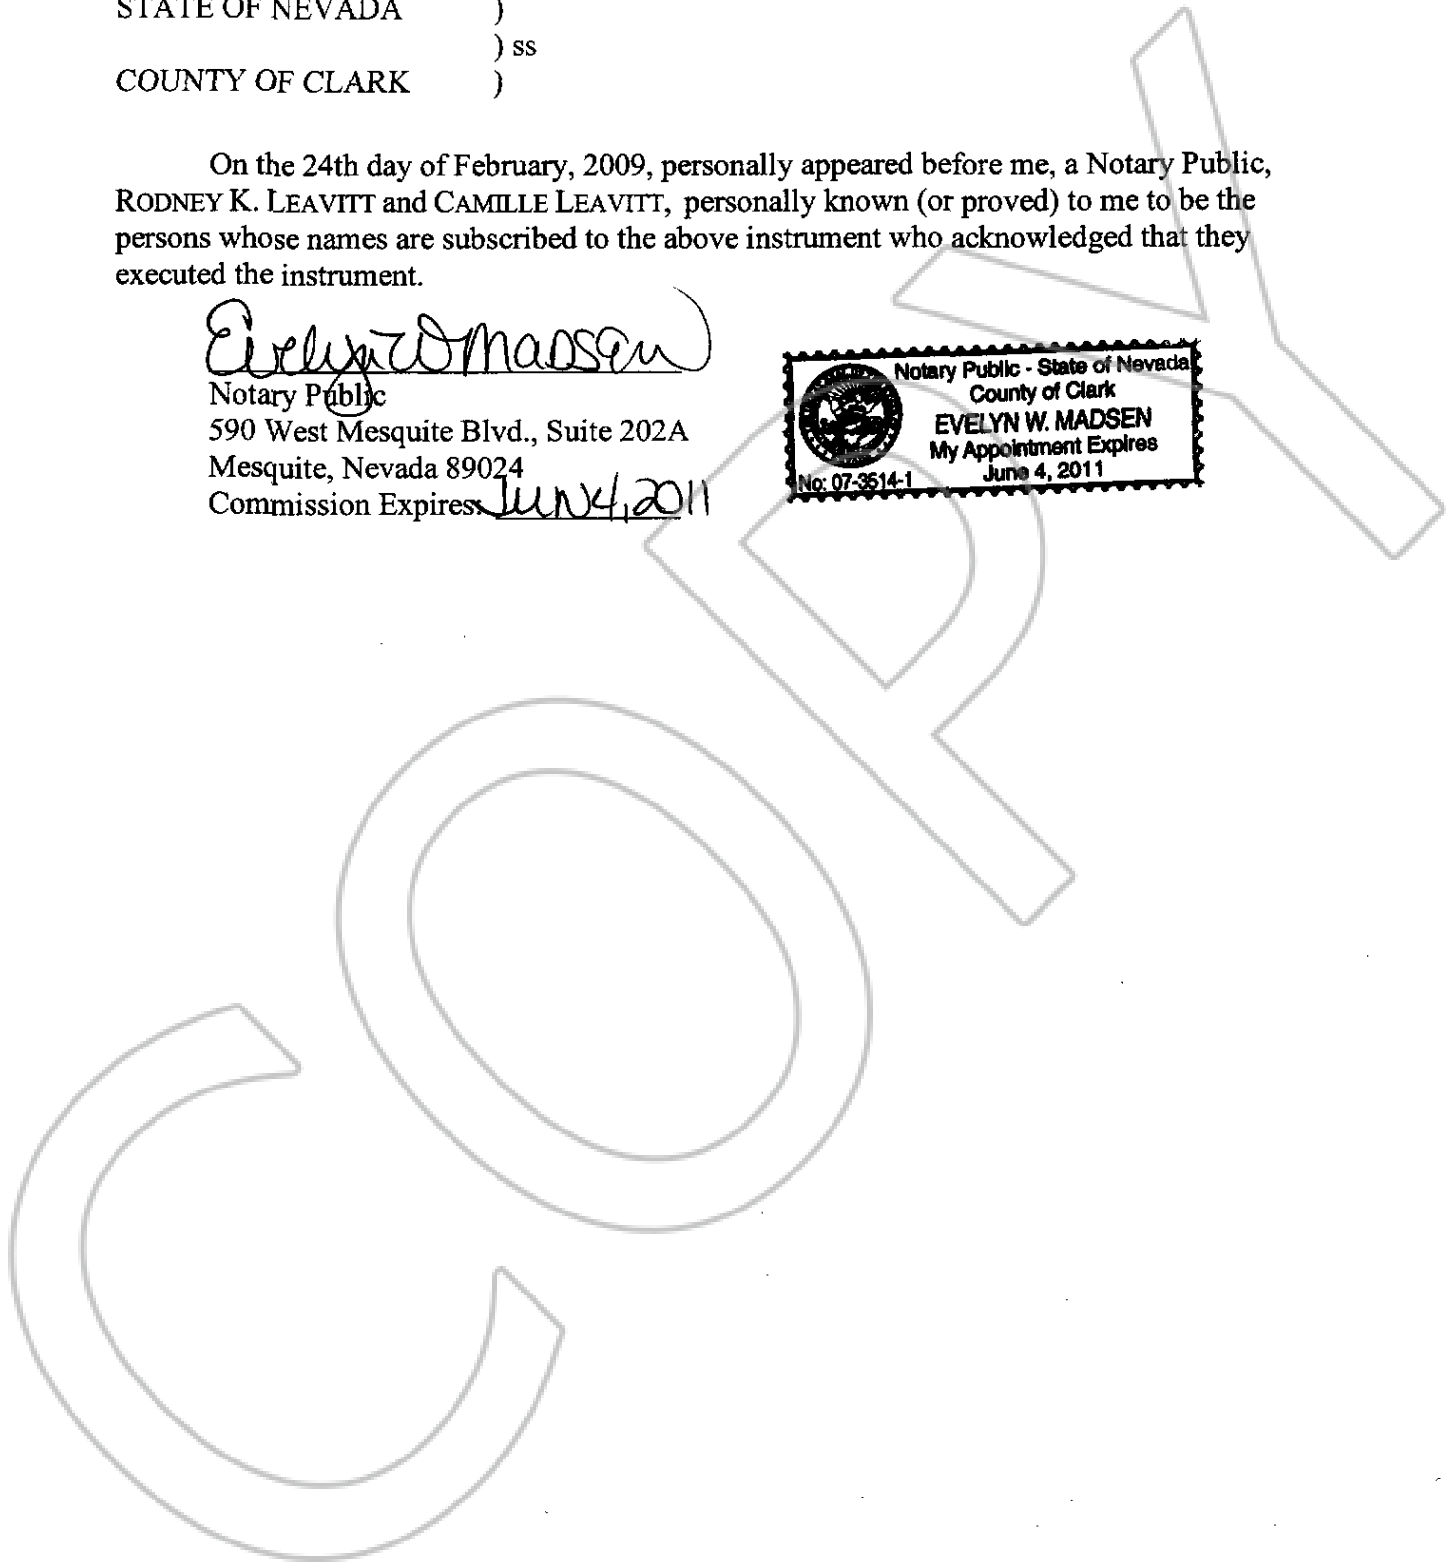 STATE OF NEVADA )
) ss
COUNTY OF CLARK )
On the 24th day of February, 2009, personally appeared before me, a Notary Public,
RODNEY K. LEAVITT and CAMILLE LEAVITT, personally known (or proved) to me to be the
persons whose names are subscribed to the above instrument who acknowledged that they
executed the instrument.
Evelyn W Madsen
Notary Public
590 West Mesquite Blvd., Suite 202A
Mesquite, Nevada 89024
Commission Expires: JUN 4, 2011
Notary Public - State of Nevada
County of Clark
EVELYN W. MADSEN
My Appointment Expires
June 4, 2011
No: 07-3514-1
COPY